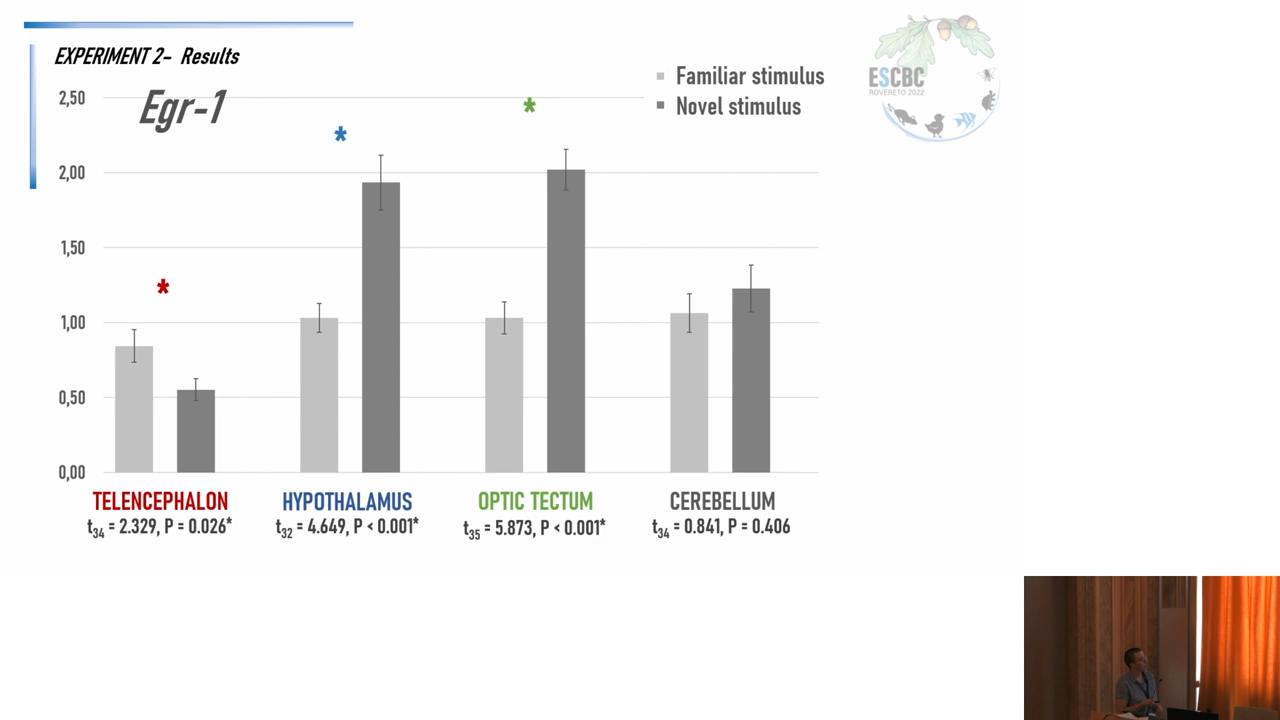 EXPERIMENT 2– Results
Egr-1
Familiar stimulus
Novel stimulus
ESCBC
ROVERETO 2022
2,50
2,00
1,50
1,00
0,50
0,00
*
*
*
TELENCEPHALON
t34 = 2.329, P = 0.026*
HYPOTHALAMUS
t32 = 4.649, P < 0.001*
OPTIC TECTUM
t35 = 5.873, P < 0.001*
CEREBELLUM
t34 = 0.841, P = 0.406